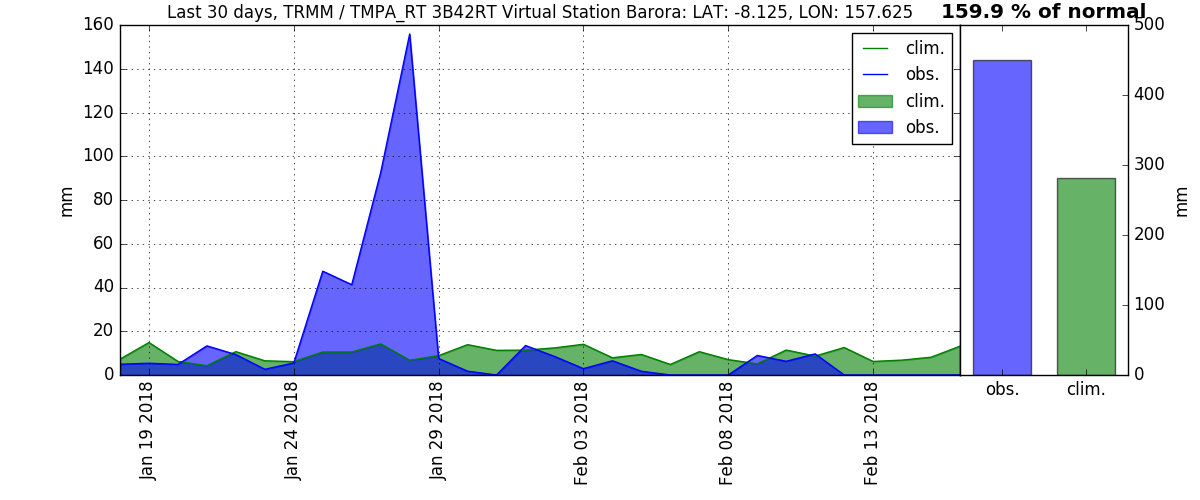 Last 30 days, TRMM / TMPA_RT 3B42RT Virtual Station Barora: LAT: -8.125, LON: 157.625
159.9 % of normal
160
140
120
100
80
60
40
20
0
mm
clim.
obs.
clim.
obs.
500
400
300
200
100
0
mm
obs.
clim.
Jan 19 2018
Jan 24 2018
Jan 29 2018
Feb 03 2018
Feb 08 2018
Feb 13 2018